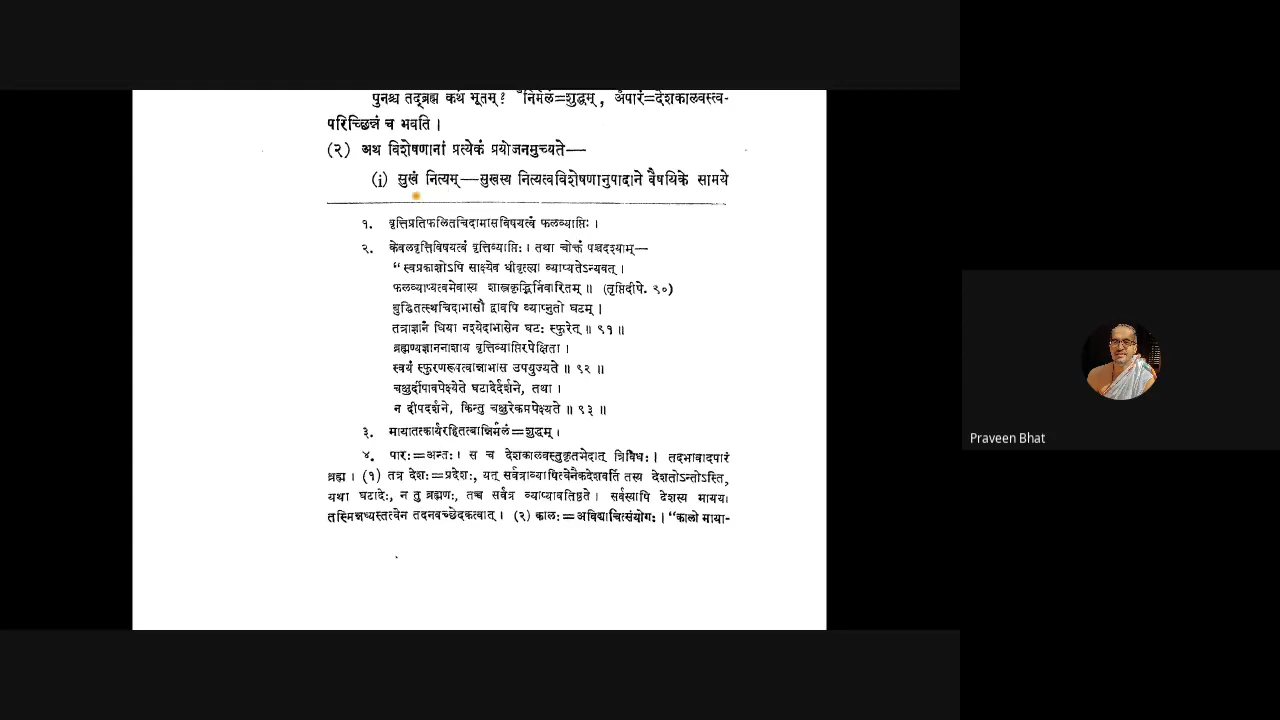 पुनश्च तद्ब्रह्म कथं भूतम्? ³निर्मलं=शुद्धम्, ⁴अपारं=देशकालवस्त्व-
परिच्छिन्नं च भवति।
(२) अथ विशेषणानां प्रत्येकं प्रयोजनमुच्यते—
(i) सुखं नित्यम्—सुखस्य नित्यत्वविशेषणानुपादाने वैषयिके सामये
१. वृत्तिप्रतिफलितचिदाभासविषयत्वं फलव्याप्तिः।
२. केवलवृत्तिविषयत्वं वृत्तिव्याप्तिः। तथा चोक्तं पञ्चदश्याम्—
“स्वप्रकाशोऽपि साक्ष्येव धीवृत्त्या व्याप्यतेऽन्यवत्।
फलव्याप्यत्वमेवास्य शास्त्रकृद्भिर्निवारितम्॥ (तृप्तिदीपे. ९०)
बुद्धितत्स्थचिदाभासौ द्वावपि व्याप्नुतो घटम्।
तत्राज्ञानं धिया नश्येदाभासेन घटः स्फुरेत्॥ ९१॥
ब्रह्मण्यज्ञाननाशाय वृत्तिव्याप्तिरपेक्षिता।
स्वयं स्फुरणरूपत्वान्नाभास उपयुज्यते॥ ९२॥
चक्षुर्दीपावपेक्ष्येते घटादेर्दर्शने, तथा।
न दीपदर्शने, किन्तु चक्षुरेकमपेक्ष्यते॥ ९३॥
३. मायातत्कार्यरहितत्वान्निर्मलं=शुद्धम्।
४. पारः=अन्तः। स च देशकालवस्तुकृतभेदात् त्रिविधः। तदभावादपारं
ब्रह्म। (१) तत्र देशः=प्रदेशः, यत् सर्वत्राव्यापित्वेनैकदेशवर्ति तस्य देशतोऽन्तोऽस्ति,
यथा घटादेः, न तु ब्रह्मणः, तच्च सर्वत्र व्याप्यावतिष्ठते। सर्वस्यापि देशस्य मायया
तस्मिन्नध्यस्तत्वेन तदनवच्छेदकत्वात्। (२) कालः=अविद्याचित्संयोगः। “कालो माया-
Praveen Bhat